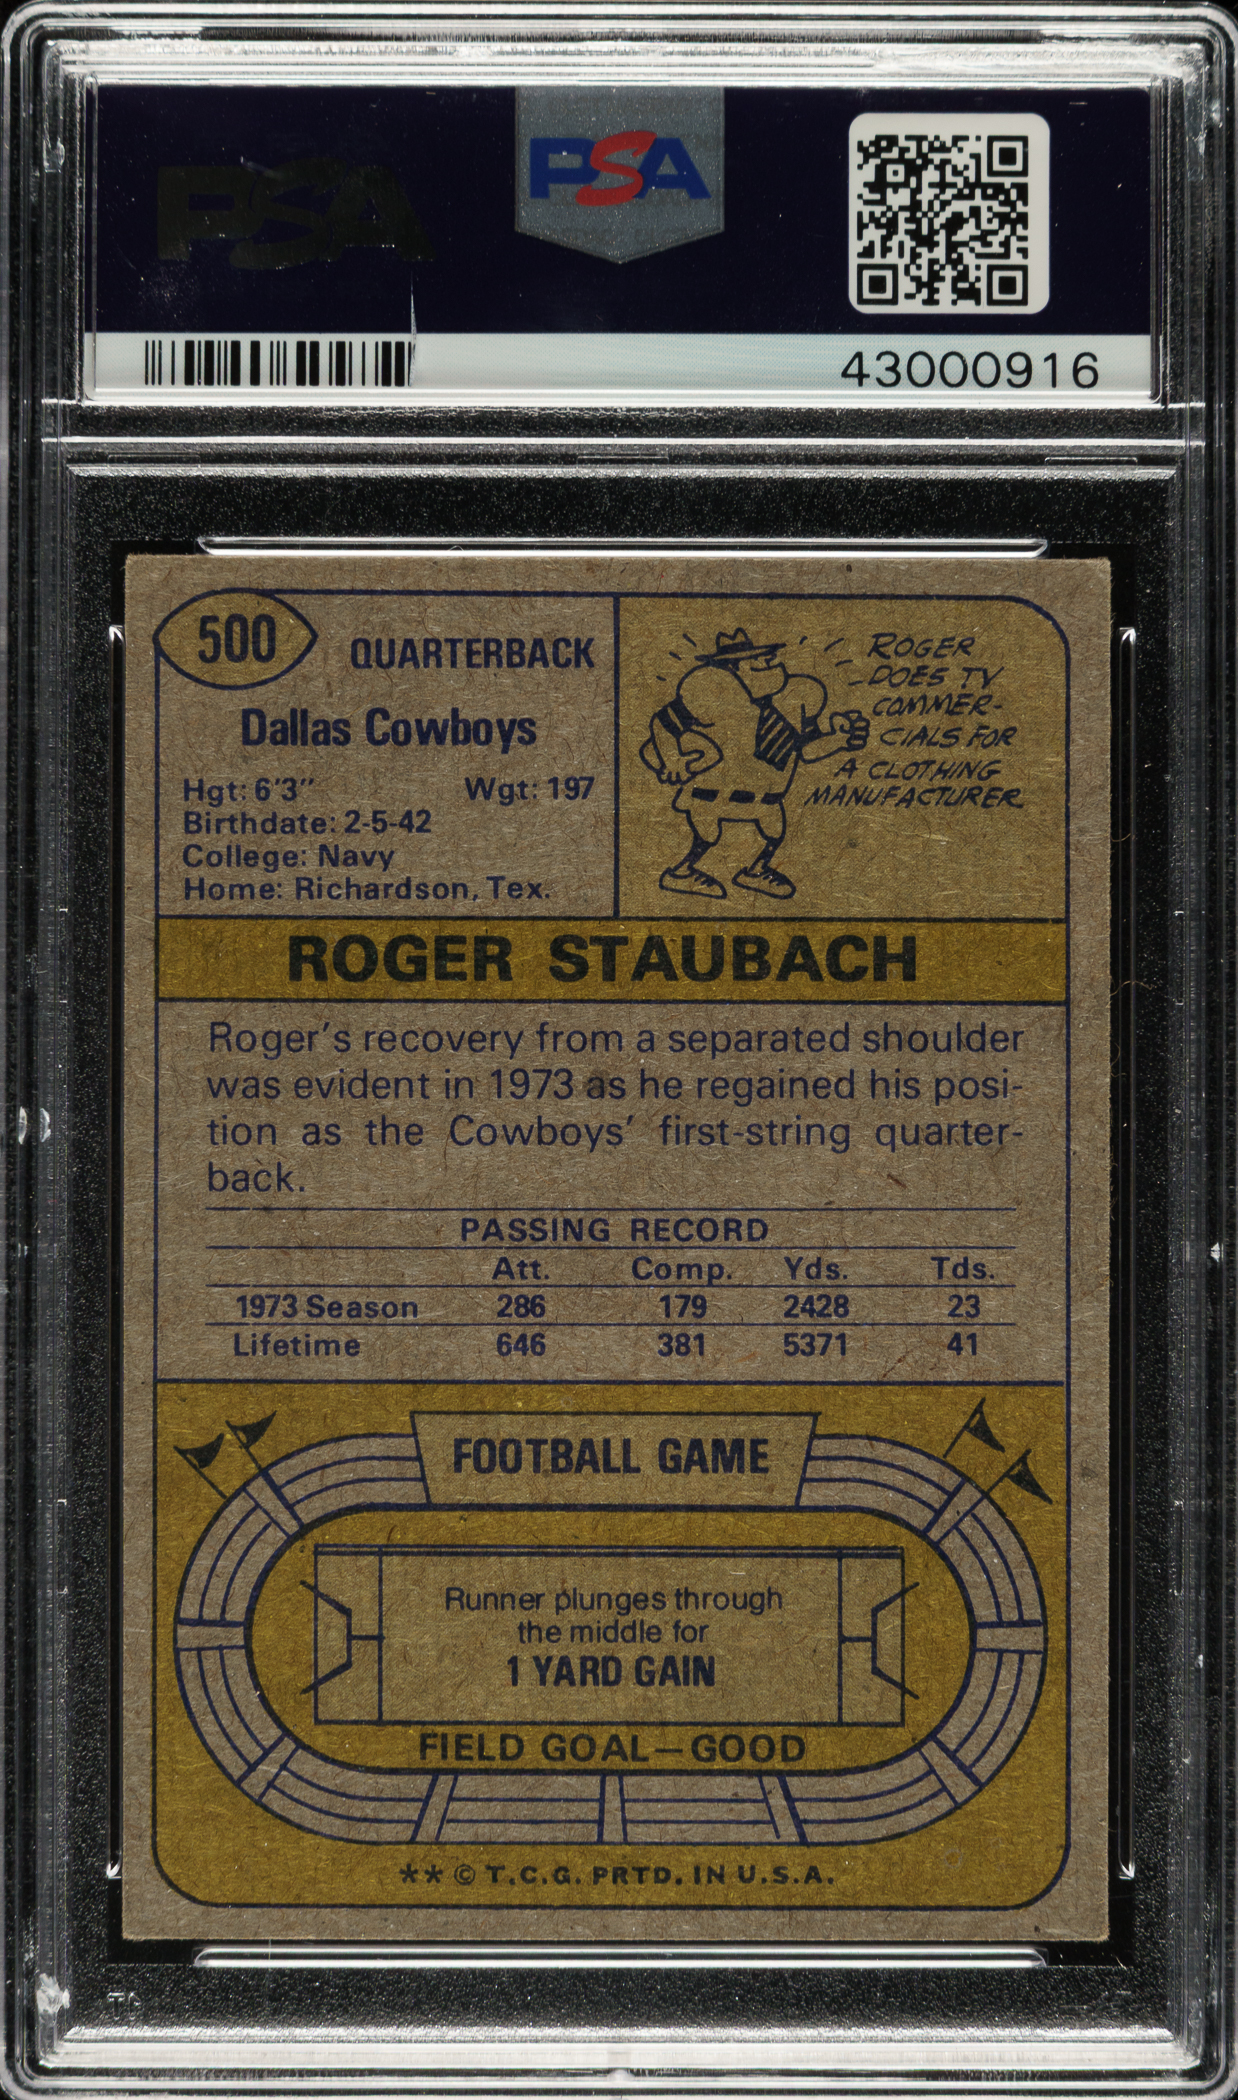 PSA
PSA
43000916
500
QUARTERBACK
Dallas Cowboys
Hgt: 6'3" Wgt: 197
Birthdate: 2-5-42
College: Navy
Home: Richardson, Tex.
ROGER
DOES TV
COMMER-
CIALS FOR
A CLOTHING
MANUFACTURER
ROGER STAUBACH
Roger's recovery from a separated shoulder
was evident in 1973 as he regained his posi-
tion as the Cowboys' first-string quarter-
back.
PASSING RECORD
Att. Comp. Yds. Tds.
1973 Season 286 179 2428 23
Lifetime 646 381 5371 41
FOOTBALL GAME
Runner plunges through
the middle for
1 YARD GAIN
FIELD GOAL—GOOD
** © T.C.G. PRTD. IN U.S.A.